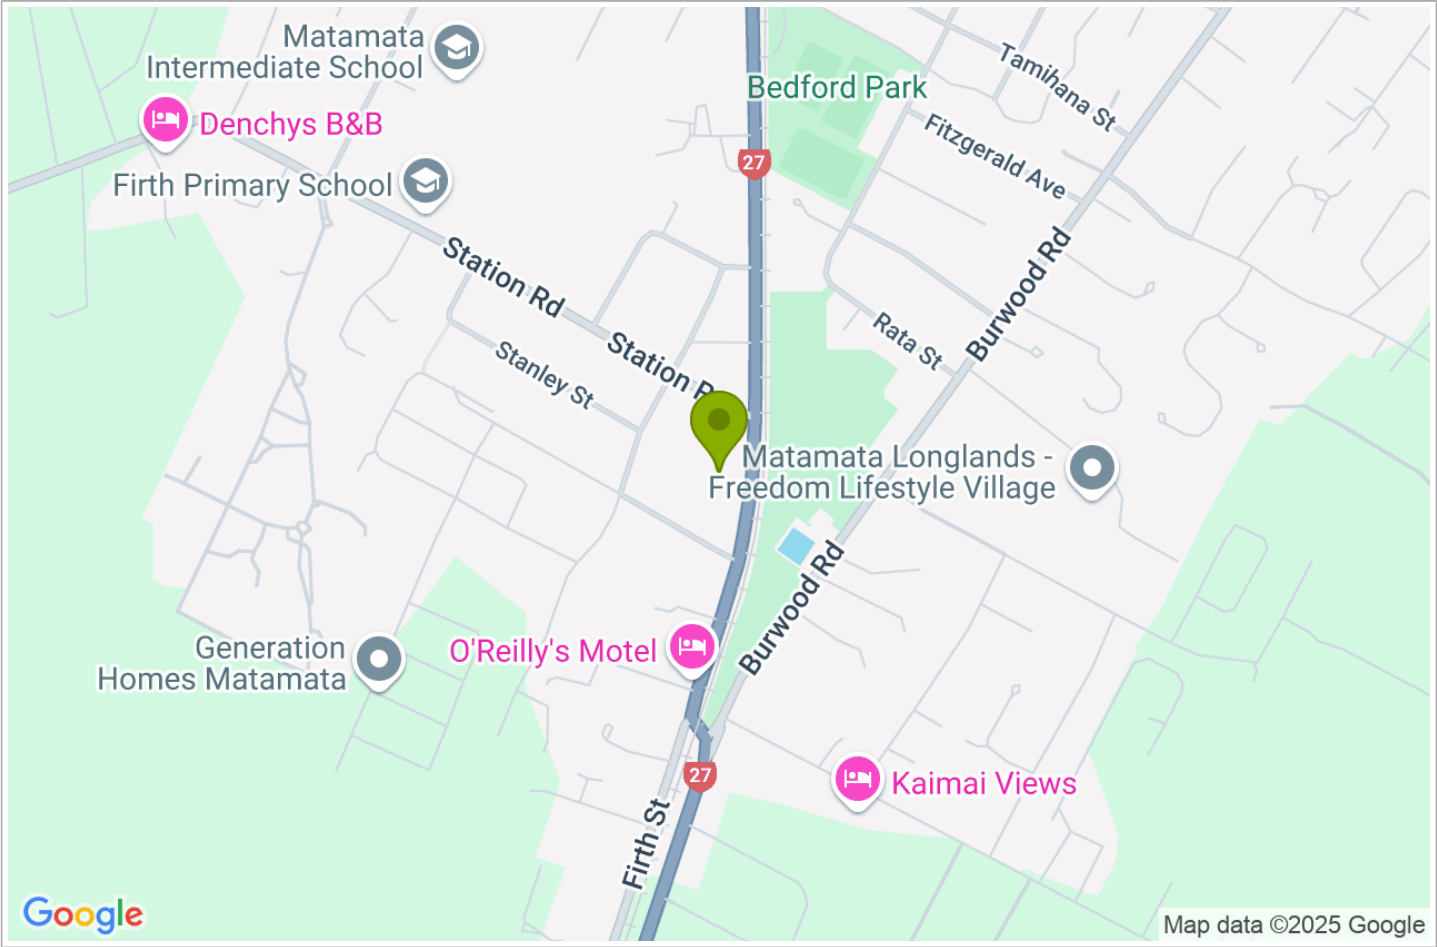 Matamata
Intermediate School
Bedford Park
Tamihana St
Denchys B&B
Fitzgerald Ave
27
Firth Primary School
Station Rd
Burwood Rd
Rata St
Station R
Stanley St
Matamata Longlands -
Freedom Lifestyle Village
Burwood Rd
Generation
Homes Matamata
O'Reilly's Motel
27
Kaimai Views
Firth St
Google
Map data ©2025 Google